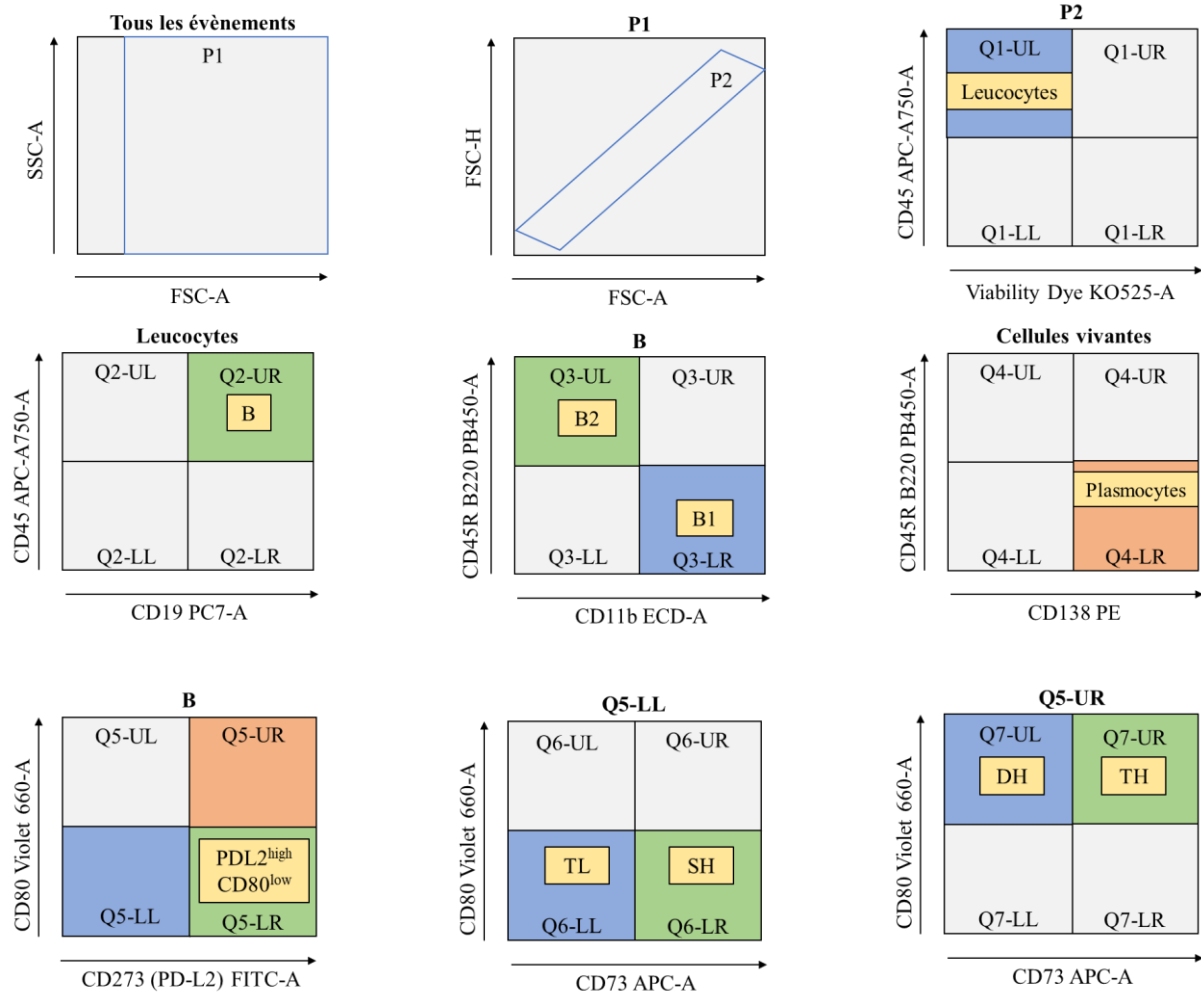 Tous les évènements
P1
SSC-A
FSC-A
P1
P2
FSC-H
FSC-A
P2
Q1-UL
Q1-UR
Leucocytes
Q1-LL
Q1-LR
CD45 APC-A750-A
Viability Dye KO525-A
Leucocytes
Q2-UL
Q2-UR
B
Q2-LL
Q2-LR
CD45 APC-A750-A
CD19 PC7-A
B
Q3-UL
Q3-UR
B2
B1
Q3-LL
Q3-LR
CD45R B220 PB450-A
CD11b ECD-A
Cellules vivantes
Q4-UL
Q4-UR
Plasmocytes
Q4-LL
Q4-LR
CD45R B220 PB450-A
CD138 PE
B
Q5-UL
Q5-UR
PDL2high
CD80low
Q5-LL
Q5-LR
CD80 Violet 660-A
CD273 (PD-L2) FITC-A
Q5-LL
Q6-UL
Q6-UR
TL
SH
Q6-LL
Q6-LR
CD80 Violet 660-A
CD73 APC-A
Q5-UR
Q7-UL
Q7-UR
DH
TH
Q7-LL
Q7-LR
CD80 Violet 660-A
CD73 APC-A